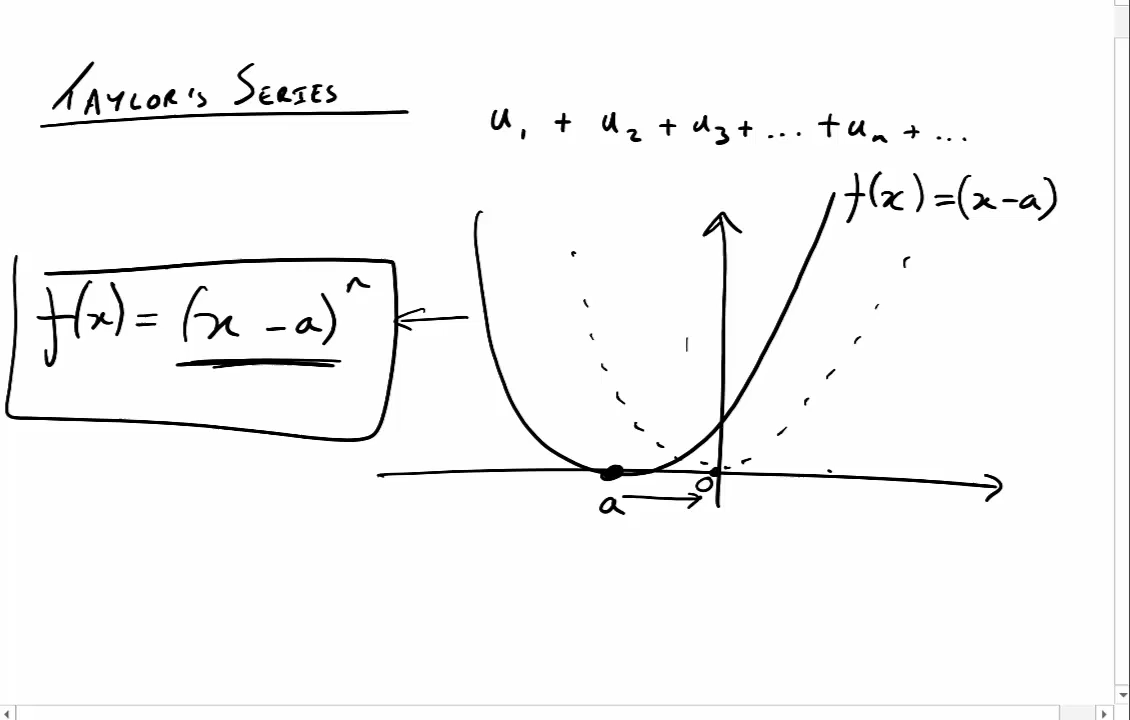 TAYLOR'S SERIES
u₁ + u₂ + u₃ + ... + uₙ + ...
f(x) = (x-a)
f(x) = (x - a)ⁿ
a
0